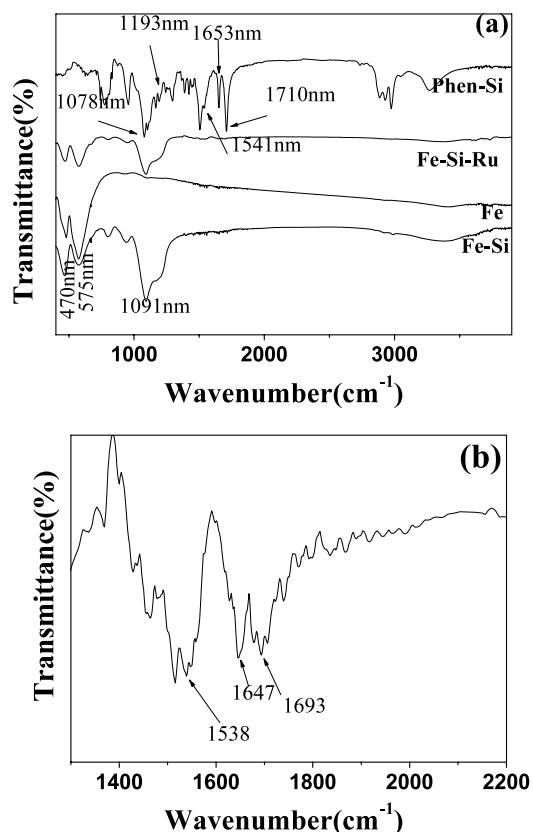 (a)
1193nm
1653nm
Phen-Si
1078nm
1710nm
1541nm
Fe-Si-Ru
Fe
Fe-Si
470nm
575nm
1091nm
Transmittance(%)
1000
2000
3000
Wavenumber(cm⁻¹)
(b)
1647
1693
1538
Transmittance(%)
1400
1600
1800
2000
2200
Wavenumber(cm⁻¹)